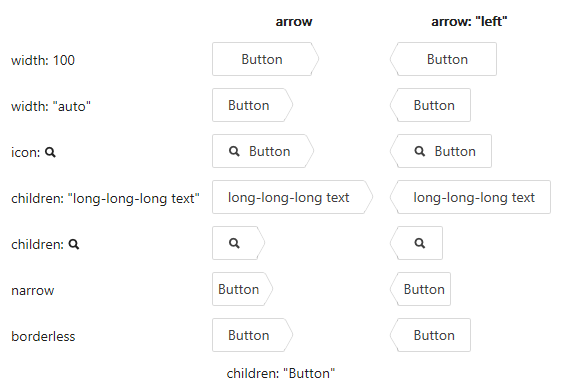 arrow arrow: "left"
width: 100 Button Button
width: "auto" Button Button
icon: Button Button
children: "long-long-long text" long-long-long text long-long-long text
children:
narrow Button Button
borderless Button Button
children: "Button"